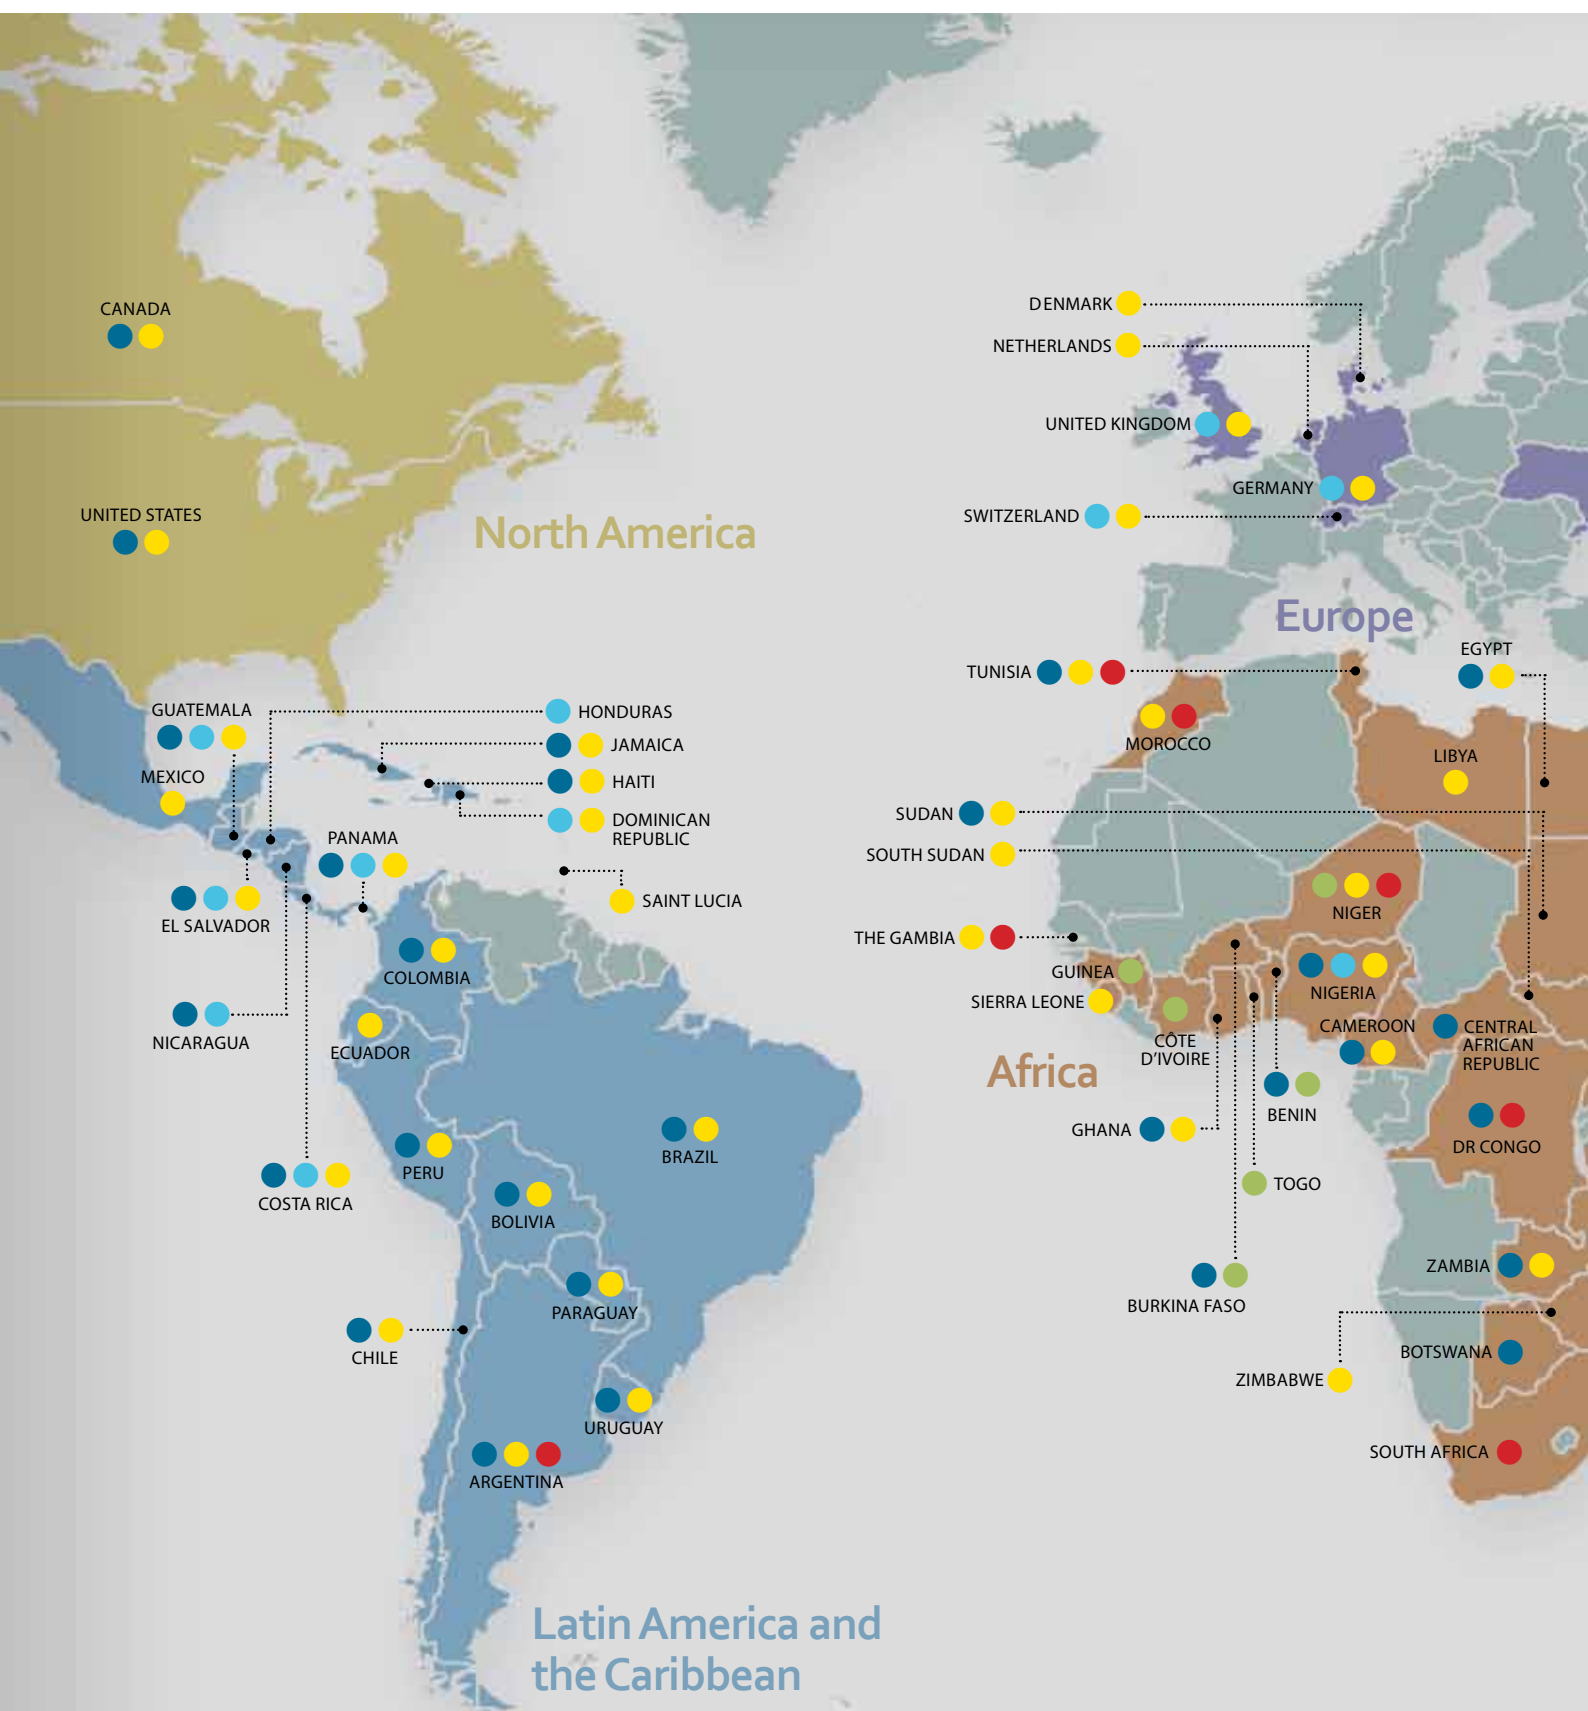 CANADA
UNITED STATES
North America
DENMARK
NETHERLANDS
UNITED KINGDOM
GERMANY
SWITZERLAND
Europe
EGYPT
TUNISIA
MOROCCO
LIBYA
GUATEMALA
HONDURAS
JAMAICA
MEXICO
HAITI
DOMINICAN
REPUBLIC
PANAMA
SAINT LUCIA
EL SALVADOR
COLOMBIA
NICARAGUA
ECUADOR
COSTA RICA
PERU
BRAZIL
BOLIVIA
PARAGUAY
CHILE
URUGUAY
ARGENTINA
Latin America and
the Caribbean
SUDAN
SOUTH SUDAN
NIGER
THE GAMBIA
GUINEA
SIERRA LEONE
NIGERIA
CÔTE
D’IVOIRE
CAMEROON
CENTRAL
AFRICAN
REPUBLIC
Africa
BENIN
GHANA
DR CONGO
TOGO
ZAMBIA
BURKINA FASO
BOTSWANA
ZIMBABWE
SOUTH AFRICA